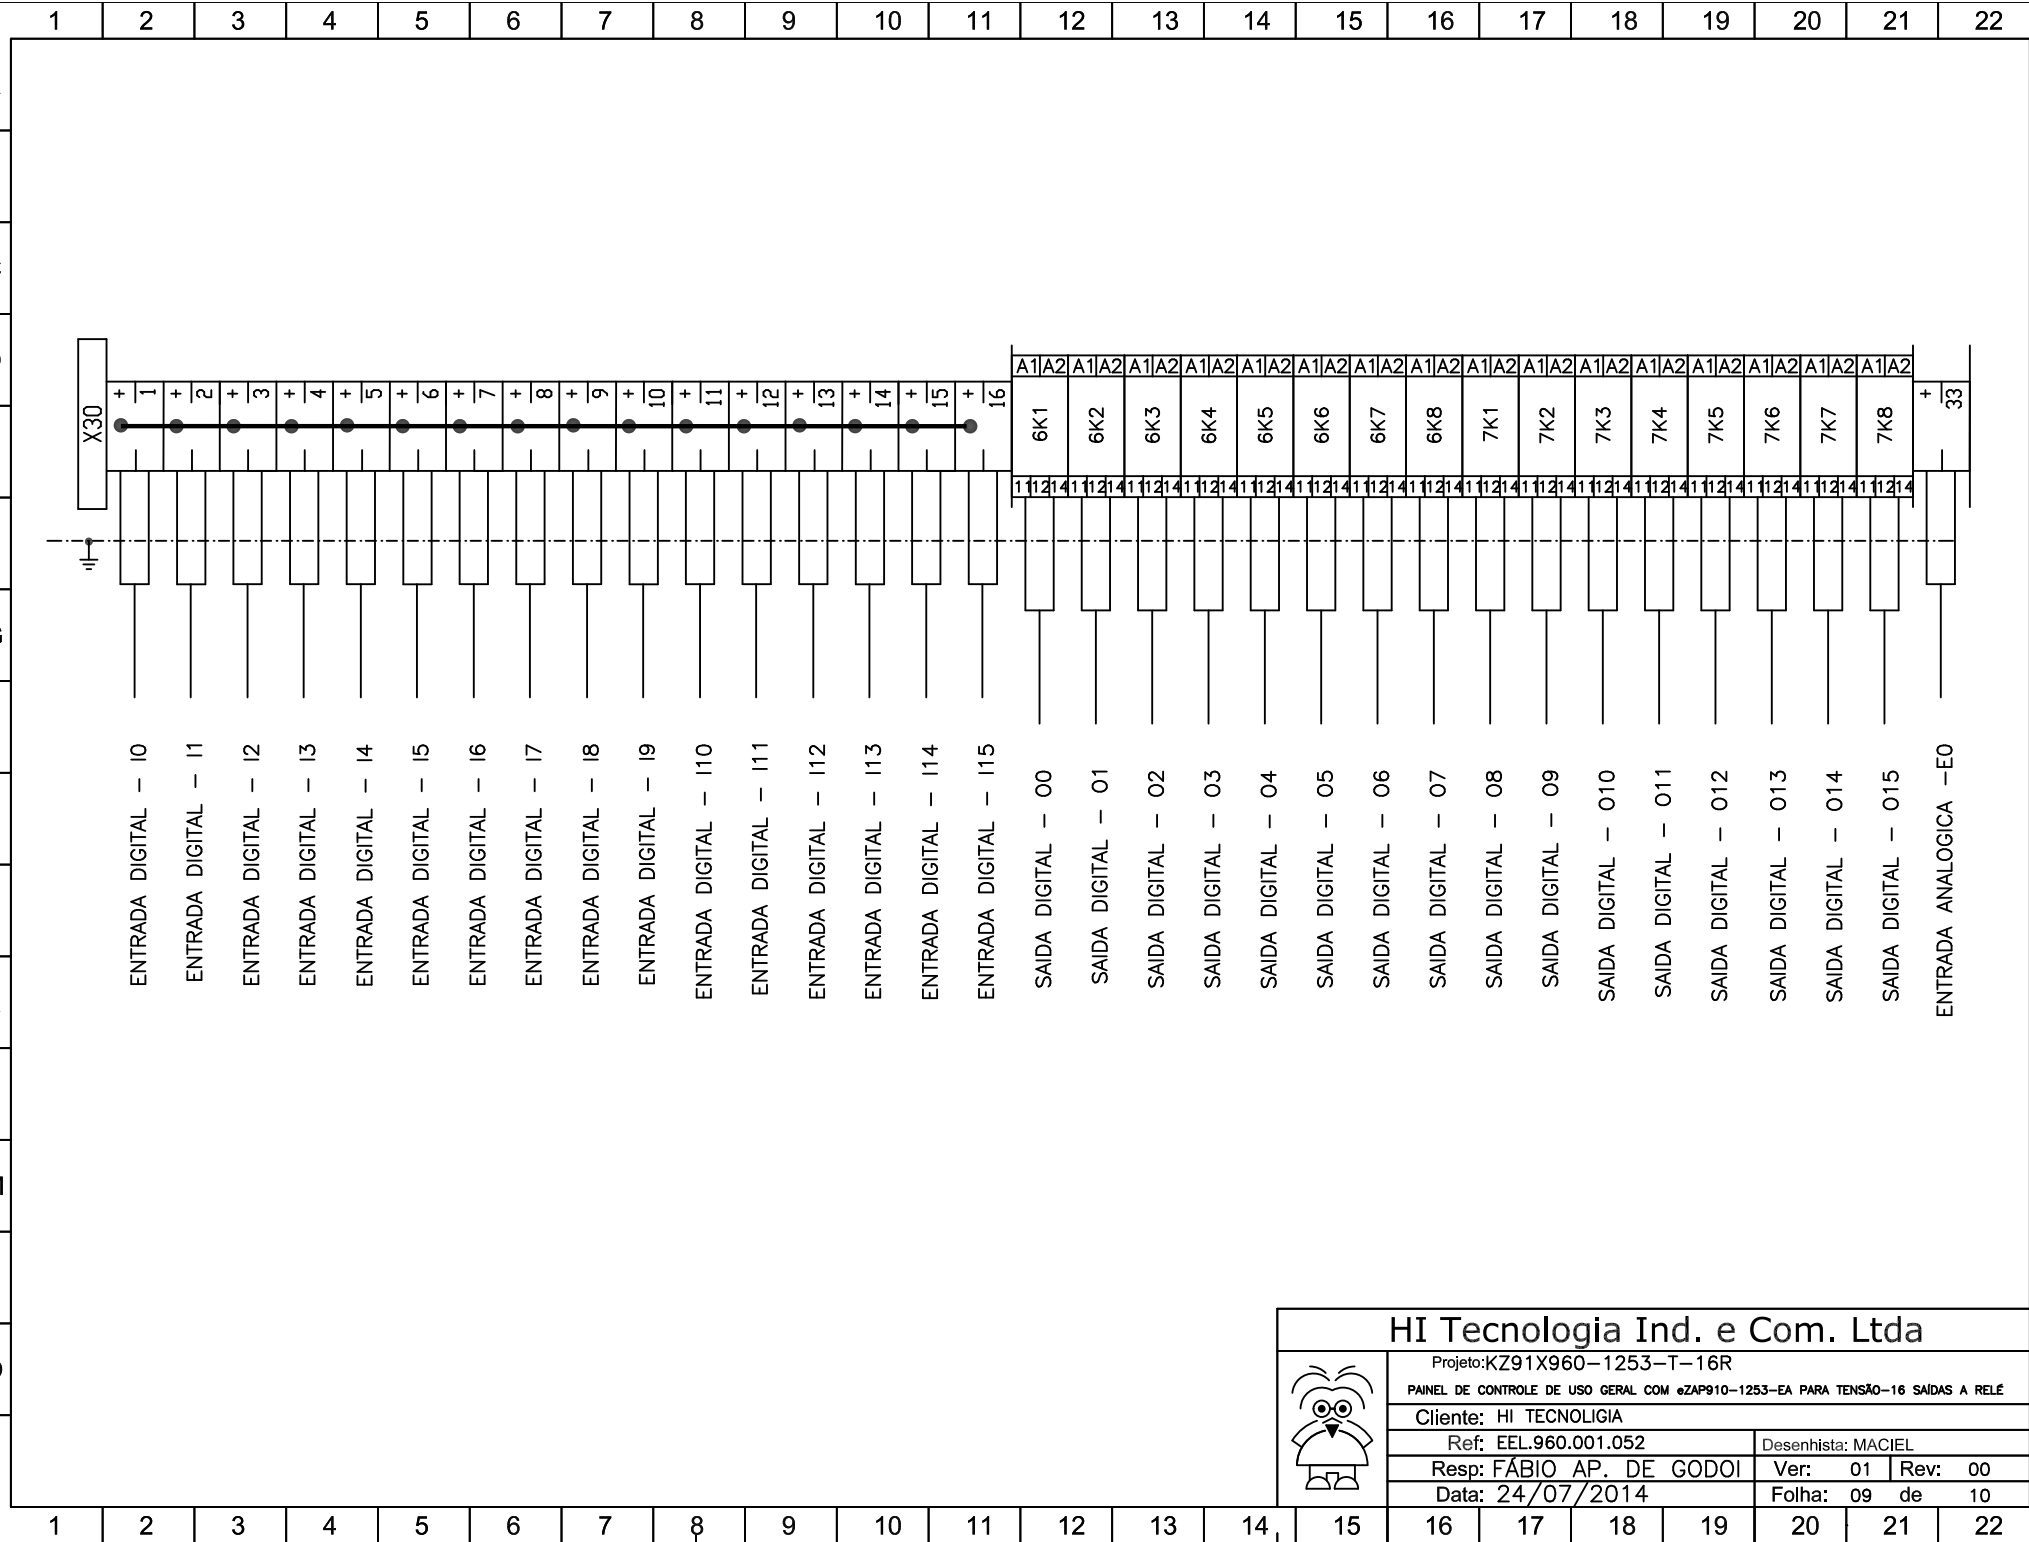 1 2 3 4 5 6 7 8 9 10 11 12 13 14 15 16 17 18 19 20 21 22
X30
+ 1 + 2 + 3 + 4 + 5 + 6 + 7 + 8 + 9 + 10 + 11 + 12 + 13 + 14 + 15 + 16
A1 A2 A1 A2 A1 A2 A1 A2 A1 A2 A1 A2 A1 A2 A1 A2 A1 A2 A1 A2 A1 A2 A1 A2 A1 A2 A1 A2 A1 A2 A1 A2
+ 33
6K1 6K2 6K3 6K4 6K5 6K6 6K7 6K8 7K1 7K2 7K3 7K4 7K5 7K6 7K7 7K8
11 12 14 11 12 14 11 12 14 11 12 14 11 12 14 11 12 14 11 12 14 11 12 14 11 12 14 11 12 14 11 12 14 11 12 14 11 12 14 11 12 14 11 12 14 11 12 14
ENTRADA DIGITAL - I0
ENTRADA DIGITAL - I1
ENTRADA DIGITAL - I2
ENTRADA DIGITAL - I3
ENTRADA DIGITAL - I4
ENTRADA DIGITAL - I5
ENTRADA DIGITAL - I6
ENTRADA DIGITAL - I7
ENTRADA DIGITAL - I8
ENTRADA DIGITAL - I9
ENTRADA DIGITAL - I10
ENTRADA DIGITAL - I11
ENTRADA DIGITAL - I12
ENTRADA DIGITAL - I13
ENTRADA DIGITAL - I14
ENTRADA DIGITAL - I15
SAIDA DIGITAL - O0
SAIDA DIGITAL - O1
SAIDA DIGITAL - O2
SAIDA DIGITAL - O3
SAIDA DIGITAL - O4
SAIDA DIGITAL - O5
SAIDA DIGITAL - O6
SAIDA DIGITAL - O7
SAIDA DIGITAL - O8
SAIDA DIGITAL - O9
SAIDA DIGITAL - O10
SAIDA DIGITAL - O11
SAIDA DIGITAL - O12
SAIDA DIGITAL - O13
SAIDA DIGITAL - O14
SAIDA DIGITAL - O15
ENTRADA ANALOGICA -E0
HI Tecnologia Ind. e Com. Ltda
Projeto:KZ91X960-1253-T-16R
PAINEL DE CONTROLE DE USO GERAL COM eZAP910-1253-EA PARA TENSÃO-16 SAÍDAS A RELÉ
Cliente: HI TECNOLIGIA
Ref: EEL.960.001.052 Desenhista: MACIEL
Resp: FÁBIO AP. DE GODOI Ver: 01 Rev: 00
Data: 24/07/2014 Folha: 09 de 10
1 2 3 4 5 6 7 8 9 10 11 12 13 14 15 16 17 18 19 20 21 22